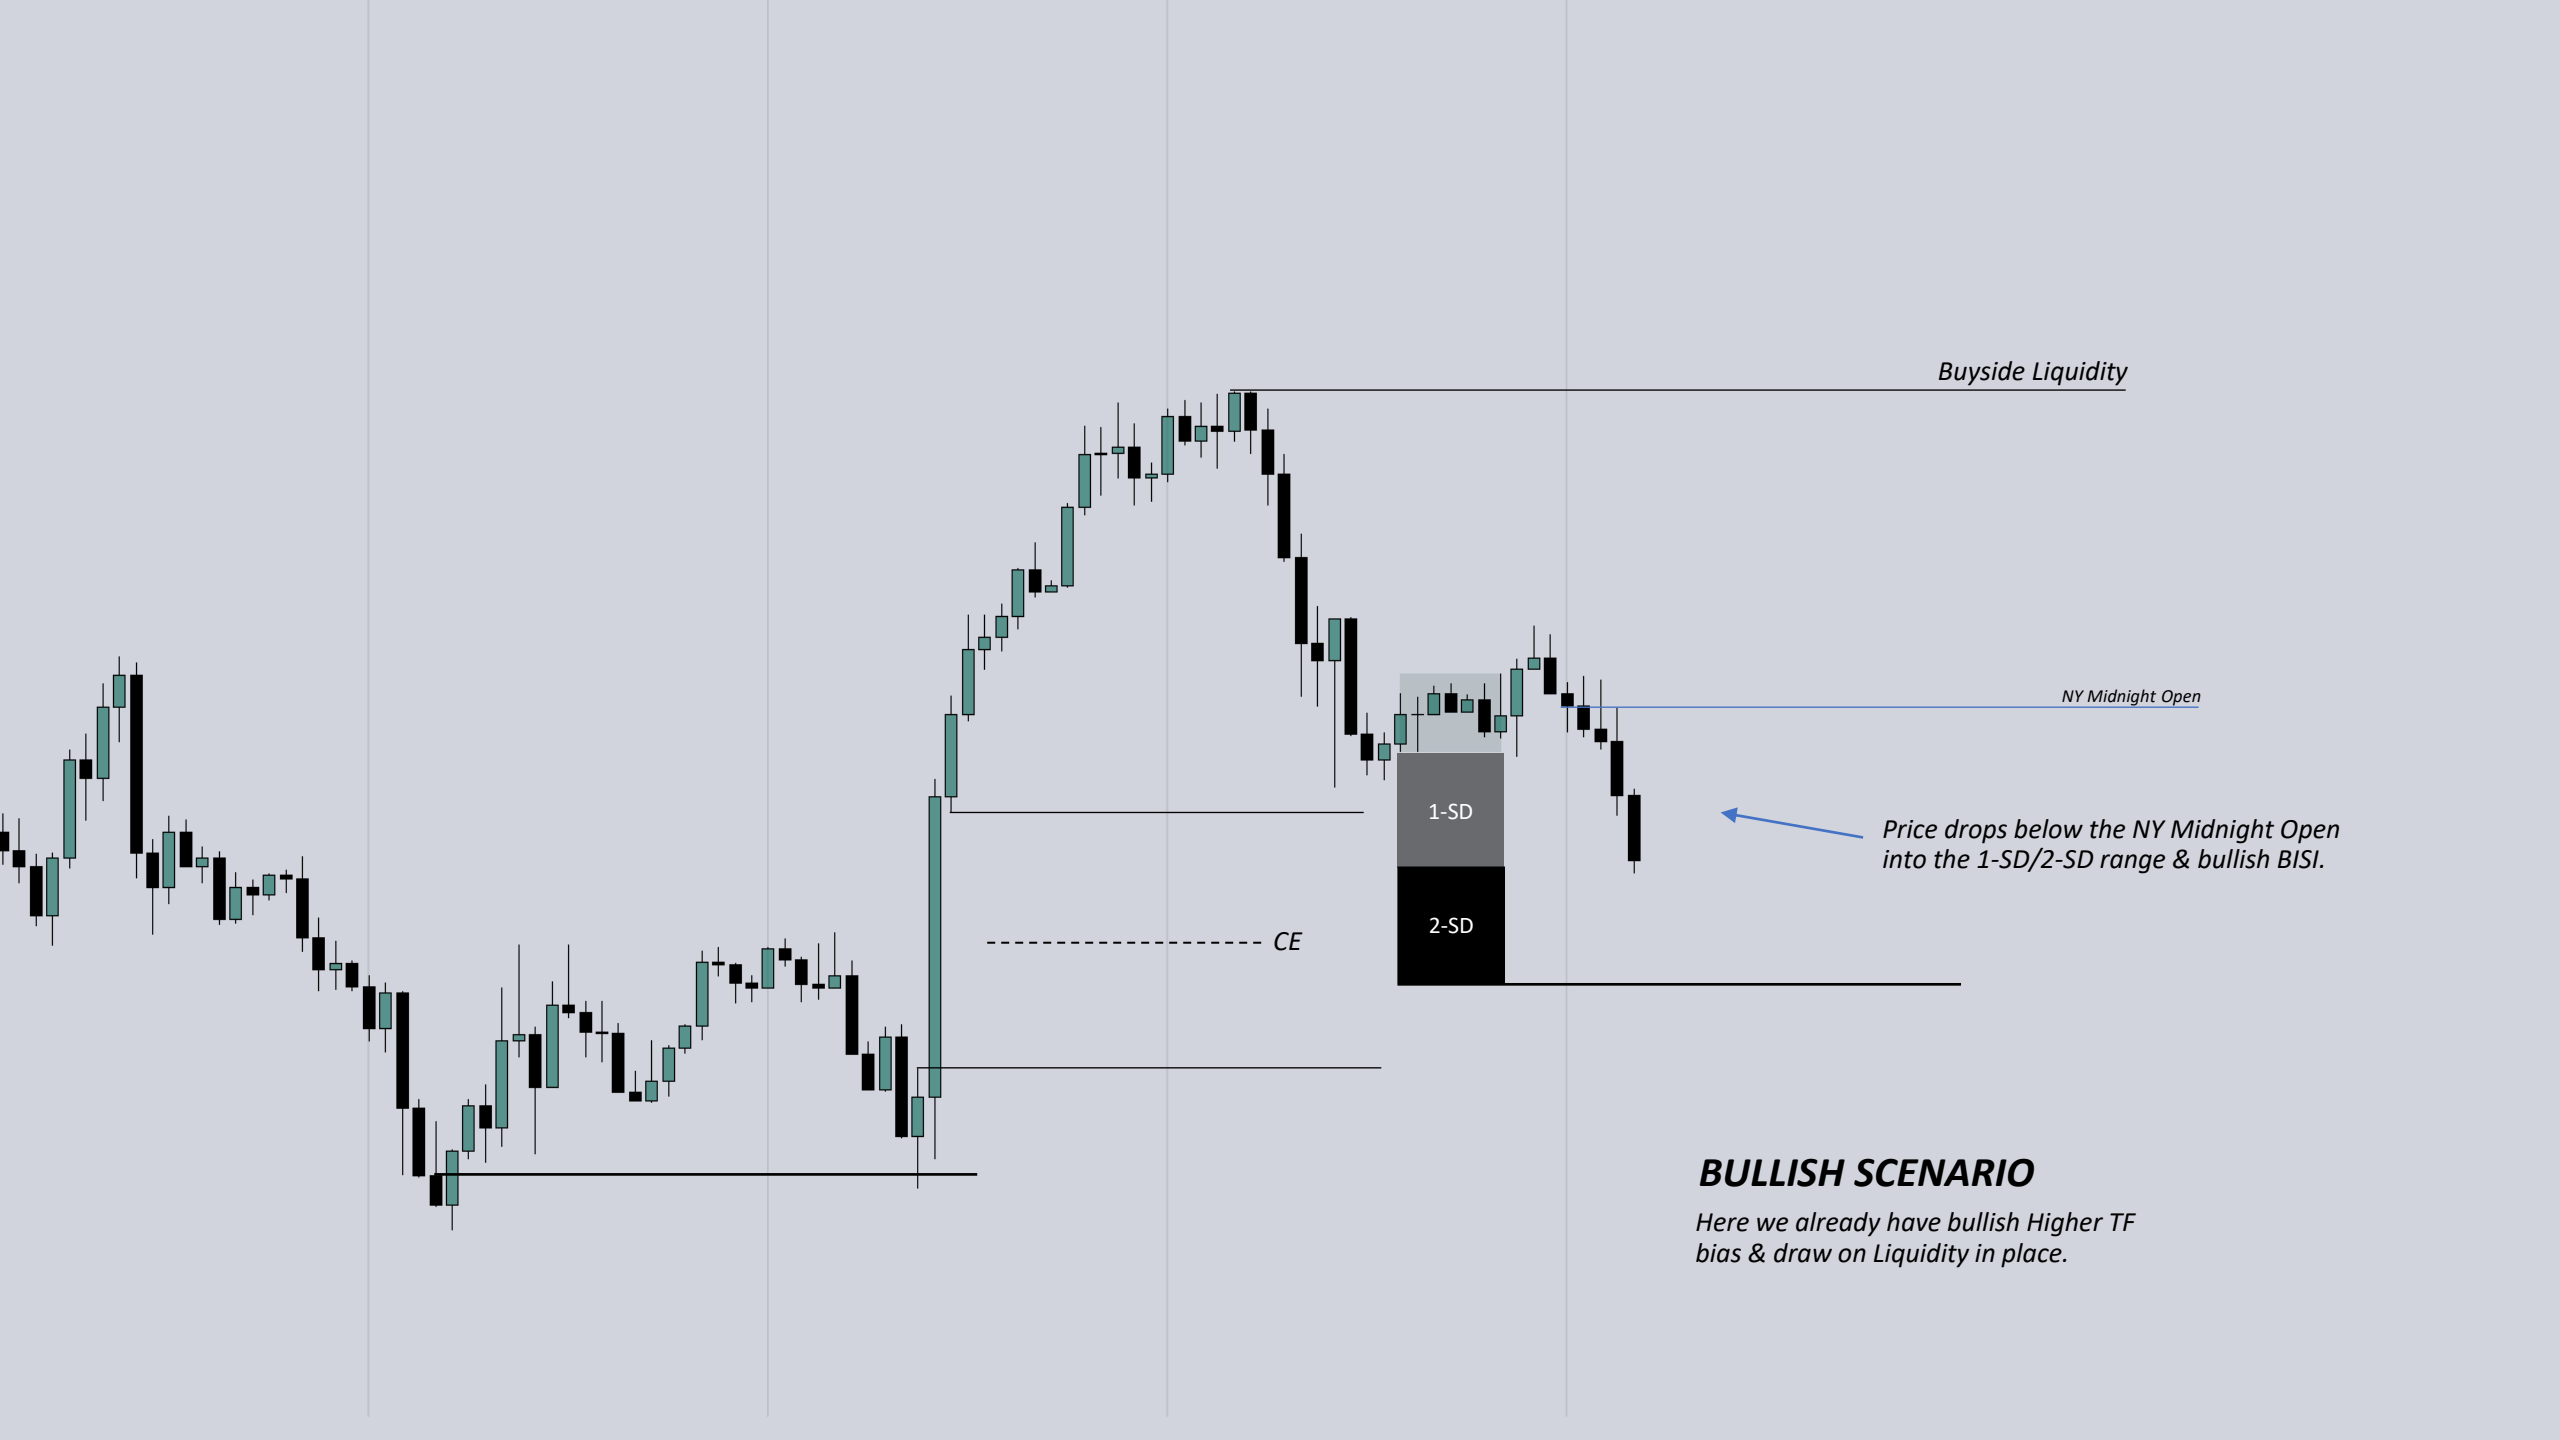 Buyside Liquidity
NY Midnight Open
1-SD
Price drops below the NY Midnight Open
into the 1-SD/2-SD range & bullish BISI.
2-SD
CE
BULLISH SCENARIO
Here we already have bullish Higher TF
bias & draw on Liquidity in place.